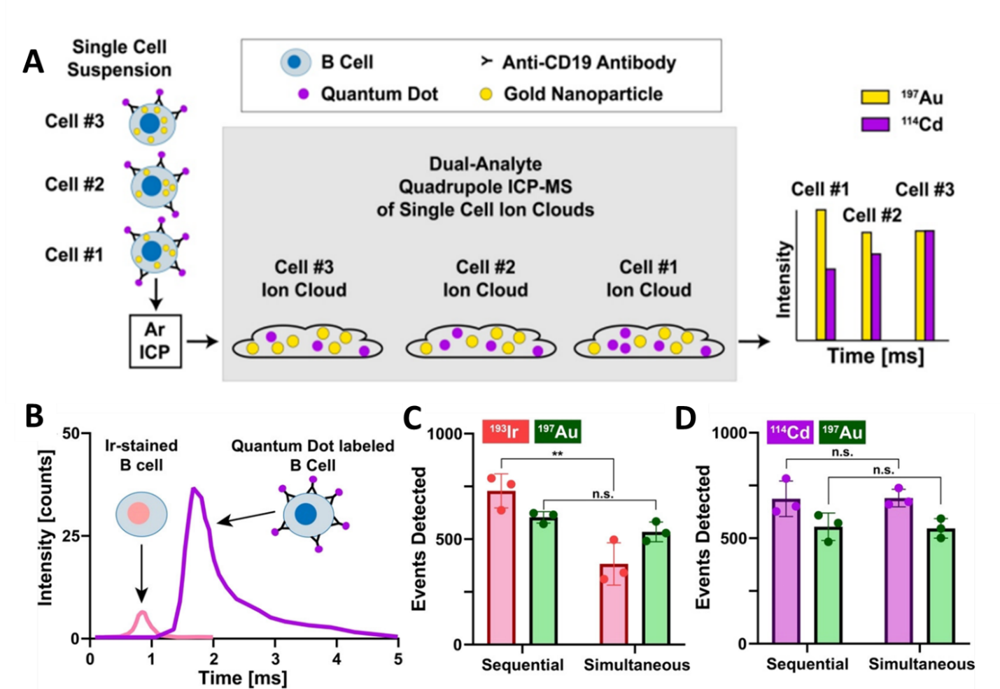 A
Single Cell
Suspension
B Cell
Anti-CD19 Antibody
Quantum Dot
Gold Nanoparticle
¹⁹⁷Au
¹¹⁴Cd
Cell #3
Cell #2
Cell #1
Ar
ICP
Dual-Analyte
Quadrupole ICP-MS
of Single Cell Ion Clouds
Cell #3
Ion Cloud
Cell #2
Ion Cloud
Cell #1
Ion Cloud
Cell #1
Cell #2
Cell #3
Intensity
Time [ms]
B
Intensity [counts]
50
25
0
Ir-stained
B cell
Quantum Dot labeled
B Cell
0 1 2 3 4 5
Time [ms]
C
¹⁹³Ir ¹⁹⁷Au
Events Detected
1000
500
0
**
n.s.
Sequential Simultaneous
D
¹¹⁴Cd ¹⁹⁷Au
Events Detected
1000
500
0
n.s.
n.s.
Sequential Simultaneous